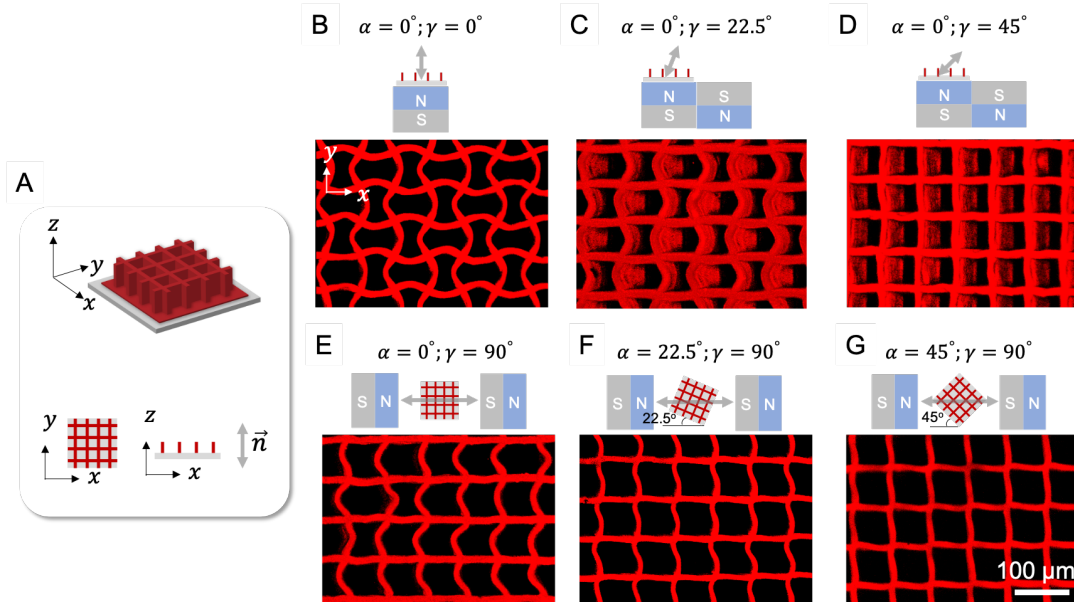 A
z
y
x
y
x
z
x
n⃗
B
α = 0°; γ = 0°
N
S
y
x
C
α = 0°; γ = 22.5°
N S
S N
D
α = 0°; γ = 45°
N S
S N
E
α = 0°; γ = 90°
S N S N
F
α = 22.5°; γ = 90°
S N S N
22.5°
G
α = 45°; γ = 90°
S N S N
45°
100 μm